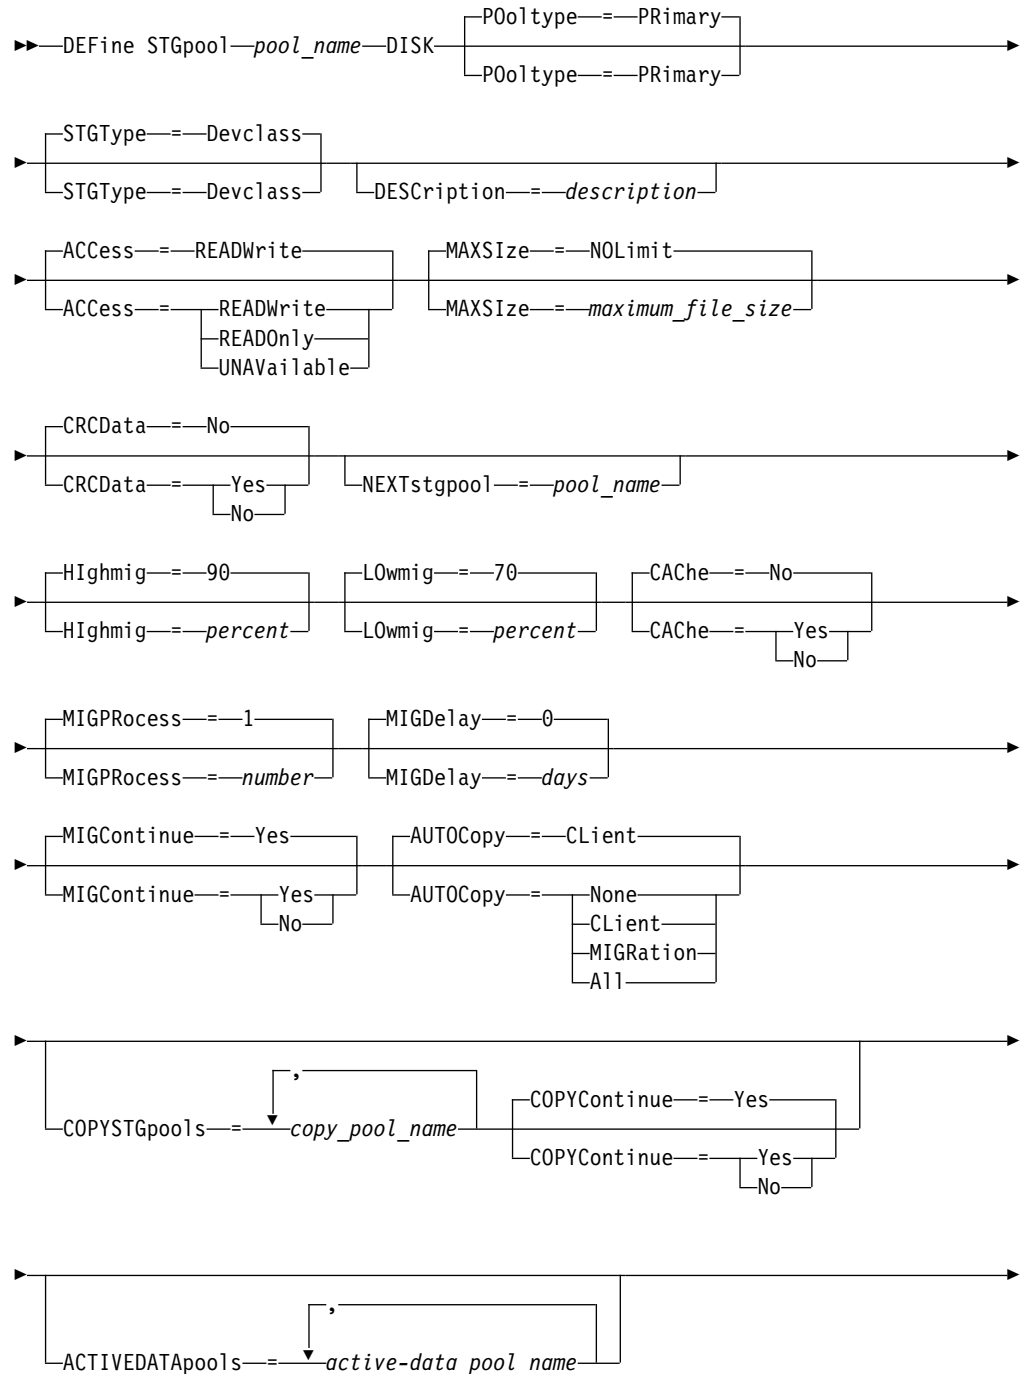 POoltype = PRimary
DEFine STGpool pool_name DISK
POoltype = PRimary
STGType = Devclass
STGType = Devclass
DESCription = description
ACCess = READWrite
ACCess = READWrite
READOnly
UNAVailable
MAXSIze = NOLimit
MAXSIze = maximum_file_size
CRCData = No
CRCData = Yes
No
NEXTstgpool = pool_name
HIghmig = 90
HIghmig = percent
LOwmig = 70
LOwmig = percent
CAChe = No
CAChe = Yes
No
MIGPRocess = 1
MIGPRocess = number
MIGDelay = 0
MIGDelay = days
MIGContinue = Yes
MIGContinue = Yes
No
AUTOCopy = CLient
AUTOCopy = None
CLient
MIGRation
All
,
COPYSTGpools = copy_pool_name
COPYContinue = Yes
COPYContinue = Yes
No
,
ACTIVEDATApools = active-data_pool_name